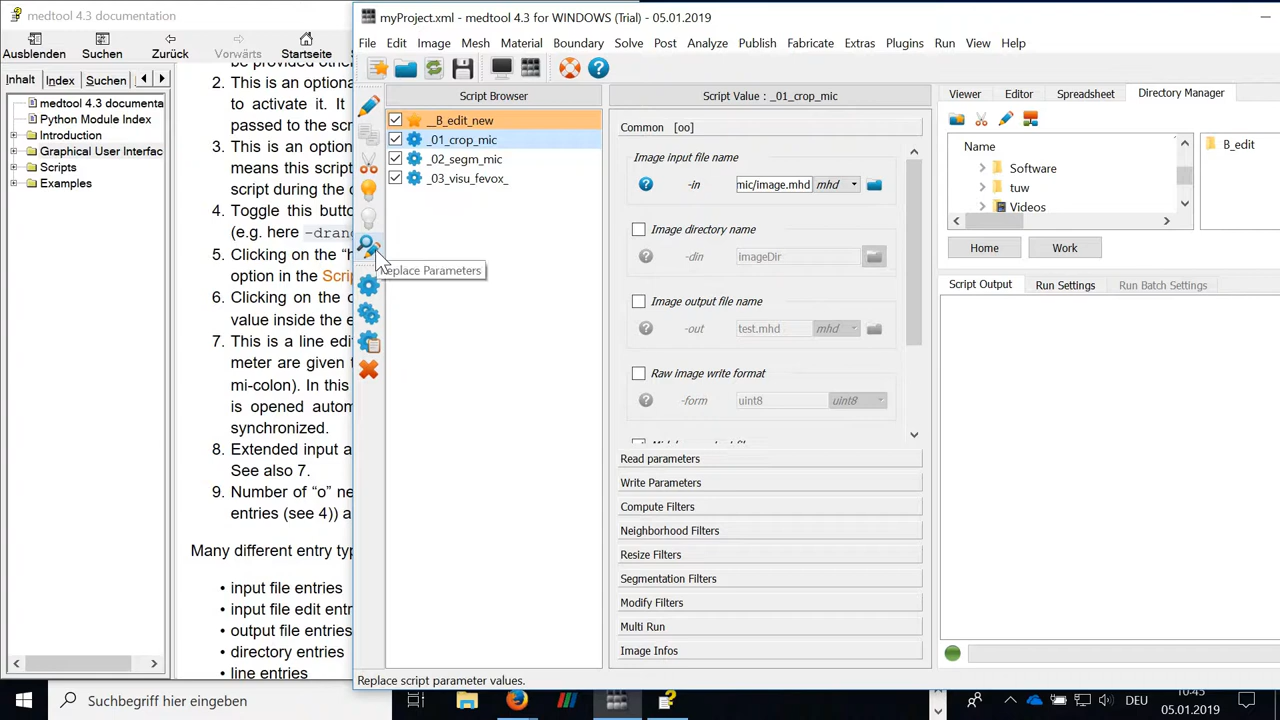 medtool 4.3 documentation
Ausblenden
Suchen
Zurück
Vorwärts
Startseite
Inhalt
Index
Suchen
medtool 4.3 documenta
Python Module Index
Introduction
Graphical User Interfac
Scripts
Examples
2. This is an optiona
to activate it. It
passed to the scr
3. This is an option
means this script
script during the c
4. Toggle this butto
(e.g. here -drang
5. Clicking on the "h
option in the Scrip
6. Clicking on the c
value inside the e
7. This is a line edit
meter are given t
mi-colon). In this
is opened autom
synchronized.
8. Extended input a
See also 7.
9. Number of "o" ne
entries (see 4)) a
Many different entry typ
• input file entries
• input file edit entr
• output file entries
• directory entries
• line entries
myProject.xml - medtool 4.3 for WINDOWS (Trial) - 05.01.2019
File Edit Image Mesh Material Boundary Solve Post Analyze Publish Fabricate Extras Plugins Run View Help
Script Browser
__B_edit_new
_01_crop_mic
_02_segm_mic
_03_visu_fevox_
Replace Parameters
Script Value : _01_crop_mic
Common [oo]
Image input file name
-in mic/image.mhd mhd
Image directory name
-din imageDir
Image output file name
-out test.mhd mhd
Raw image write format
-form uint8 uint8
Read parameters
Write Parameters
Compute Filters
Neighborhood Filters
Resize Filters
Segmentation Filters
Modify Filters
Multi Run
Image Infos
Viewer Editor Spreadsheet Directory Manager
Name
Software
tuw
Videos
B_edit
Home Work
Script Output Run Settings Run Batch Settings
Replace script parameter values.
Suchbegriff hier eingeben
DEU
10:45
05.01.2019